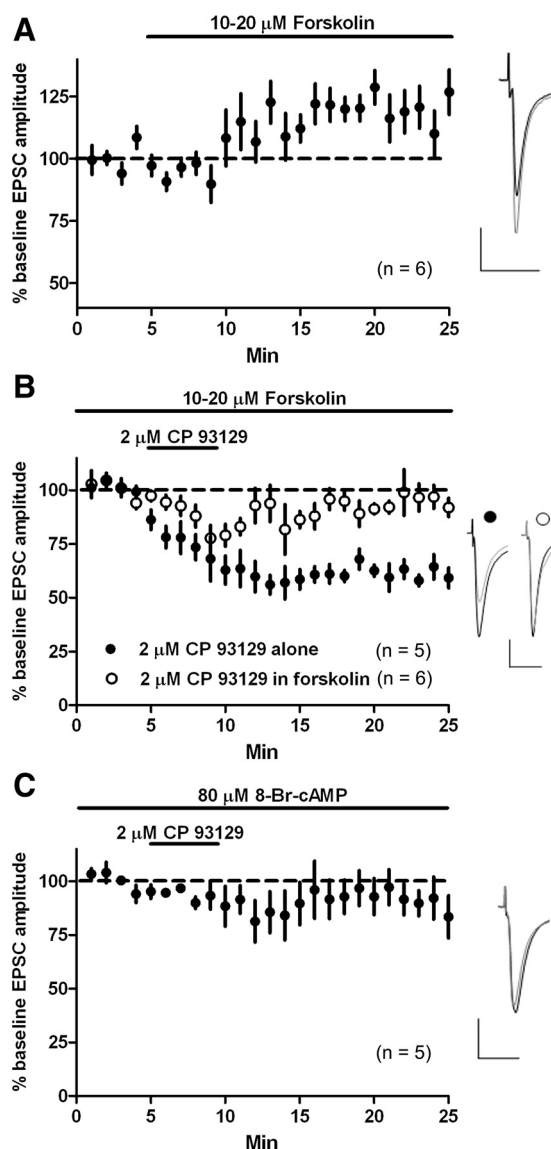 A
10-20 μM Forskolin
% baseline EPSC amplitude
125
100
75
50
(n = 6)
0
5
10
15
20
25
Min
B
10-20 μM Forskolin
2 μM CP 93129
% baseline EPSC amplitude
100
75
50
25
0
2 μM CP 93129 alone (n = 5)
2 μM CP 93129 in forskolin (n = 6)
0
5
10
15
20
25
Min
C
80 μM 8-Br-cAMP
2 μM CP 93129
% baseline EPSC amplitude
100
75
50
25
0
(n = 5)
0
5
10
15
20
25
Min